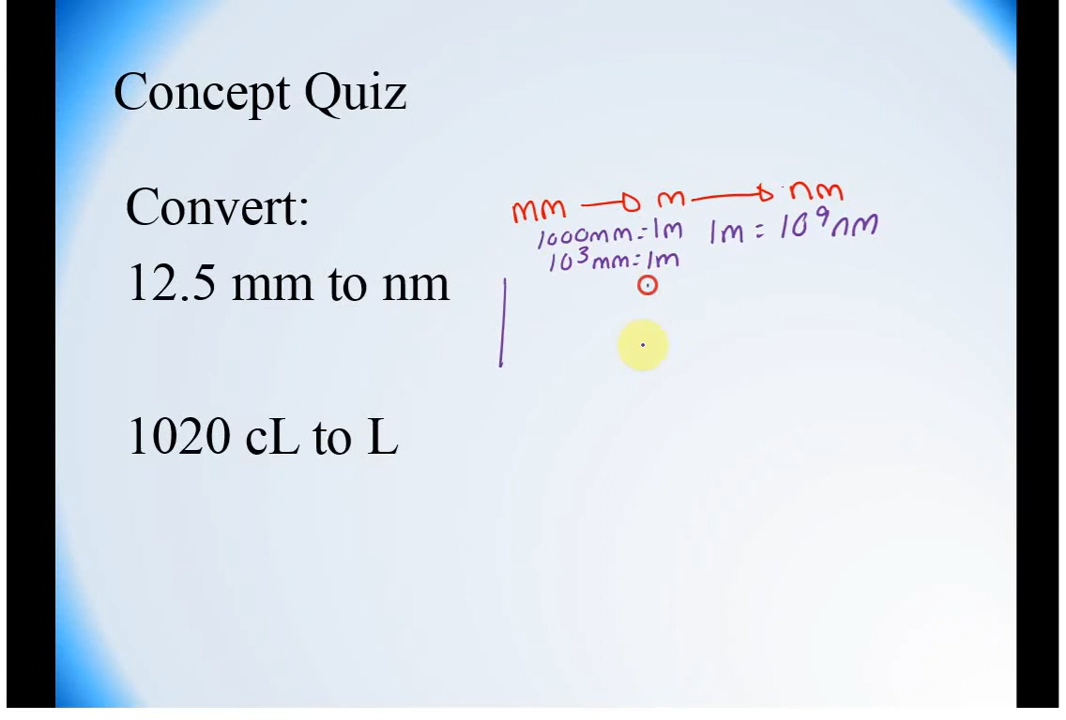 Concept Quiz
Convert:
mm → m → nm
1000mm = 1m 1m = 10⁹nm
10³mm = 1m
12.5 mm to nm
1020 cL to L